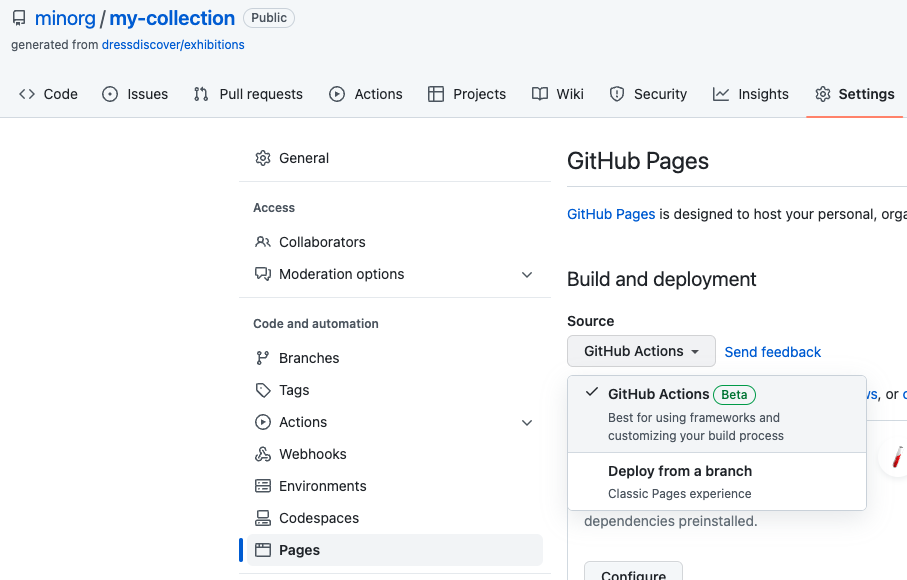 minorg / my-collection Public
generated from dressdiscover/exhibitions
Code Issues Pull requests Actions Projects Wiki Security Insights Settings
General
Access
Collaborators
Moderation options
Code and automation
Branches
Tags
Actions
Webhooks
Environments
Codespaces
Pages
GitHub Pages
GitHub Pages is designed to host your personal,
Build and deployment
Source
GitHub Actions Send feedback
GitHub Actions Beta
Best for using frameworks and
customizing your build process
, or
Deploy from a branch
Classic Pages experience
dependencies preinstalled.
Configure